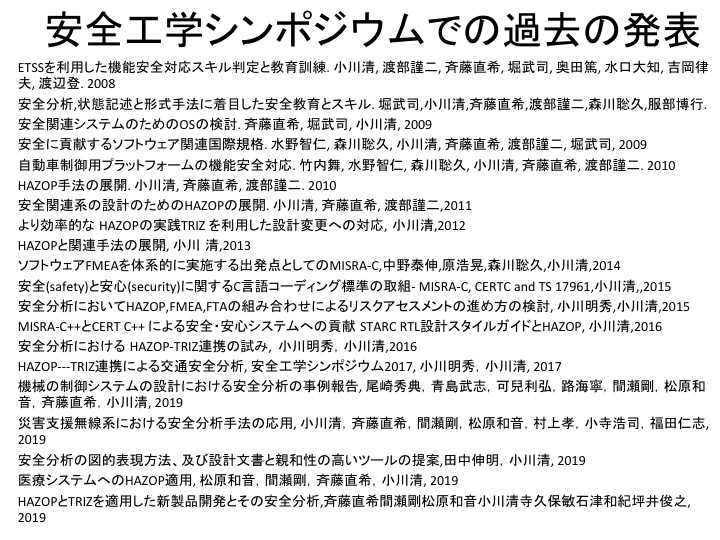 安全工学シンポジウムでの過去の発表
ETSSを利用した機能安全対応スキル判定と教育訓練. 小川清, 渡部謹二, 斉藤直希, 堀武司, 奥田篤, 水口大知, 吉岡律
夫, 渡辺登. 2008
安全分析,状態記述と形式手法に着目した安全教育とスキル. 堀武司,小川清,斉藤直希,渡部謹二,森川聡久,服部博行.
安全関連システムのためのOSの検討. 斉藤直希, 堀武司, 小川清, 2009
安全に貢献するソフトウェア関連国際規格. 水野智仁, 森川聡久, 小川清, 斉藤直希, 渡部謹二, 堀武司, 2009
自動車制御用プラットフォームの機能安全対応. 竹内舞, 水野智仁, 森川聡久, 小川清, 斉藤直希, 渡部謹二. 2010
HAZOP手法の展開. 小川清, 斉藤直希, 渡部謹二. 2010
安全関連系の設計のためのHAZOPの展開. 小川清, 斉藤直希, 渡部謹二,2011
より効率的な HAZOPの実践TRIZ を利用した設計変更への対応, 小川清,2012
HAZOPと関連手法の展開, 小川 清,2013
ソフトウェアFMEAを体系的に実施する出発点としてのMISRA-C,中野泰伸,原浩晃,森川聡久,小川清,2014
安全(safety)と安心(security)に関するC言語コーディング標準の取組- MISRA-C, CERTC and TS 17961,小川清,,2015
安全分析においてHAZOP,FMEA,FTAの組み合わせによるリスクアセスメントの進め方の検討, 小川明秀,小川清,2015
MISRA-C++とCERT C++ による安全・安心システムへの貢献 STARC RTL設計スタイルガイドとHAZOP, 小川清,2016
安全分析における HAZOP-TRIZ連携の試み, 小川明秀, 小川清,2016
HAZOP---TRIZ連携による交通安全分析, 安全工学シンポジウム2017, 小川明秀, 小川清, 2017
機械の制御システムの設計における安全分析の事例報告, 尾崎秀典, 青島武志, 可兒利弘, 路海寧, 間瀬剛, 松原和
音, 斉藤直希, 小川清, 2019
災害支援無線系における安全分析手法の応用, 小川清, 斉藤直希, 間瀬剛, 松原和音, 村上孝, 小寺浩司, 福田仁志,
2019
安全分析の図的表現方法、及び設計文書と親和性の高いツールの提案,田中伸明, 小川清, 2019
医療システムへのHAZOP適用, 松原和音, 間瀬剛, 斉藤直希, 小川清, 2019
HAZOPとTRIZを適用した新製品開発とその安全分析,斉藤直希間瀬剛松原和音小川清寺久保敏石津和紀坪井俊之,
2019